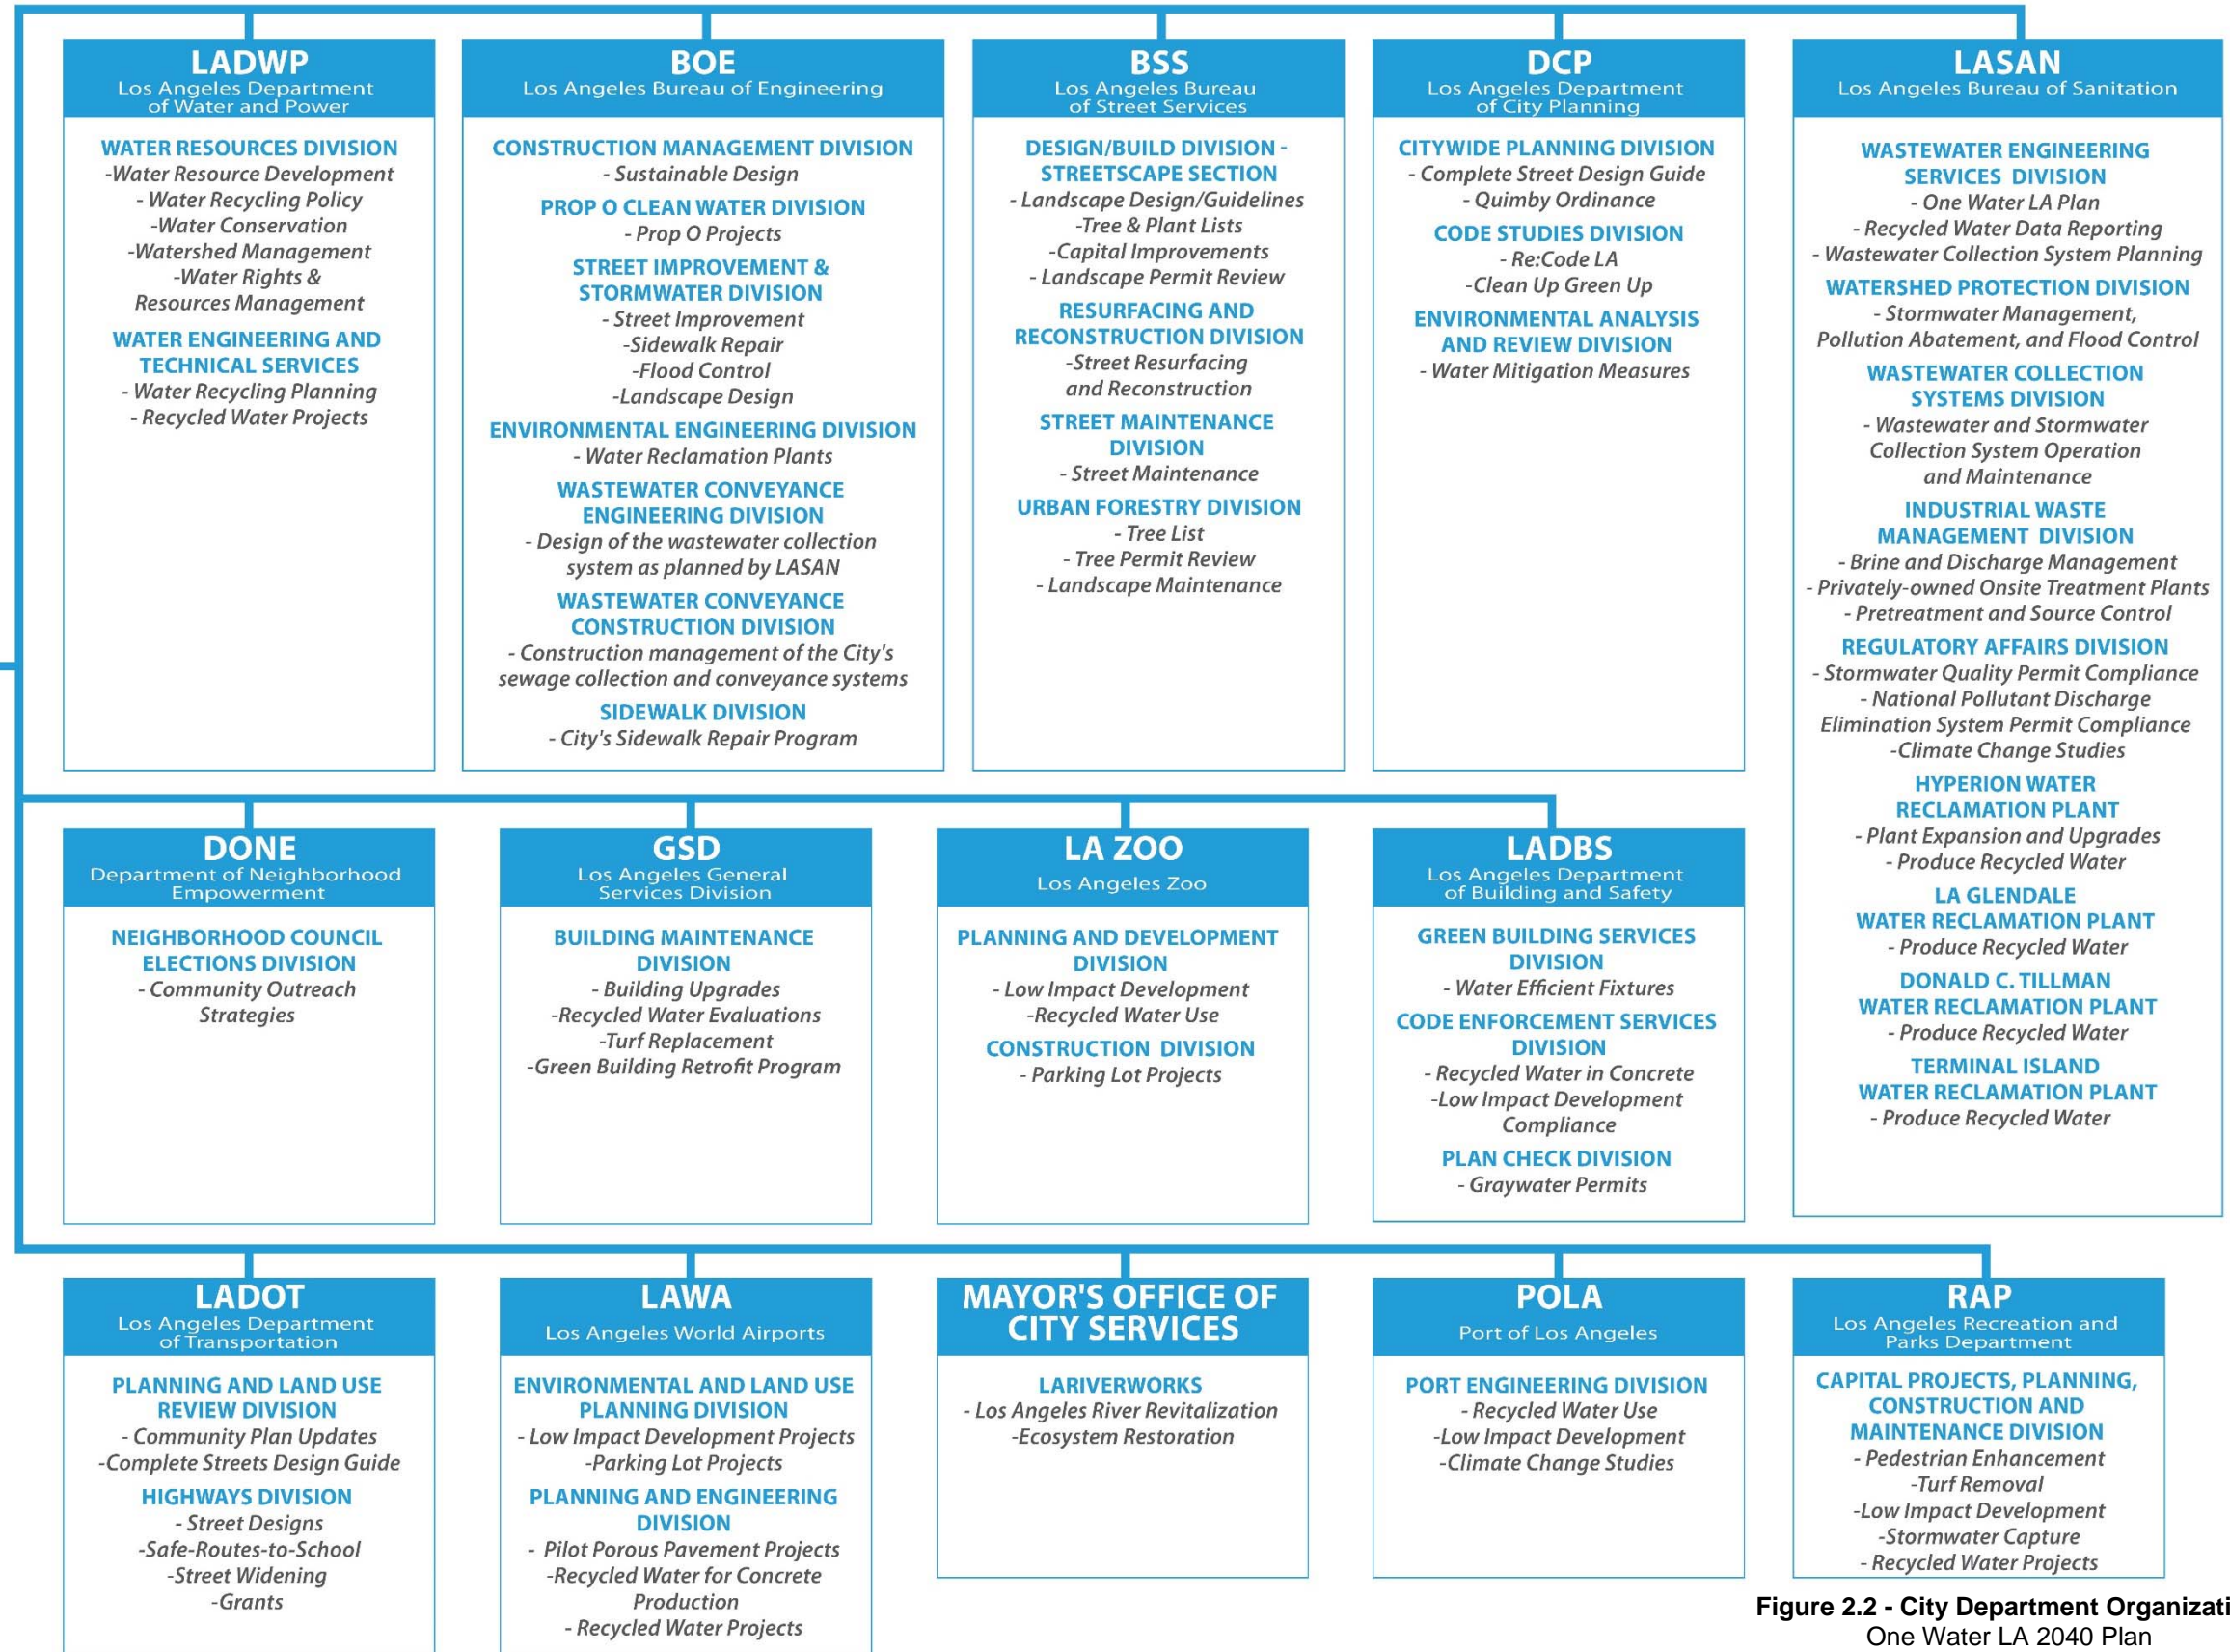 LADWP
Los Angeles Department
of Water and Power
WATER RESOURCES DIVISION
-Water Resource Development
- Water Recycling Policy
-Water Conservation
-Watershed Management
-Water Rights &
Resources Management
WATER ENGINEERING AND
TECHNICAL SERVICES
- Water Recycling Planning
- Recycled Water Projects
BOE
Los Angeles Bureau of Engineering
CONSTRUCTION MANAGEMENT DIVISION
- Sustainable Design
PROP O CLEAN WATER DIVISION
- Prop O Projects
STREET IMPROVEMENT &
STORMWATER DIVISION
- Street Improvement
-Sidewalk Repair
-Flood Control
-Landscape Design
ENVIRONMENTAL ENGINEERING DIVISION
- Water Reclamation Plants
WASTEWATER CONVEYANCE
ENGINEERING DIVISION
- Design of the wastewater collection
system as planned by LASAN
WASTEWATER CONVEYANCE
CONSTRUCTION DIVISION
- Construction management of the City's
sewage collection and conveyance systems
SIDEWALK DIVISION
- City's Sidewalk Repair Program
BSS
Los Angeles Bureau
of Street Services
DESIGN/BUILD DIVISION -
STREETSCAPE SECTION
- Landscape Design/Guidelines
-Tree & Plant Lists
-Capital Improvements
- Landscape Permit Review
RESURFACING AND
RECONSTRUCTION DIVISION
-Street Resurfacing
and Reconstruction
STREET MAINTENANCE
DIVISION
- Street Maintenance
URBAN FORESTRY DIVISION
- Tree List
- Tree Permit Review
- Landscape Maintenance
DCP
Los Angeles Department
of City Planning
CITYWIDE PLANNING DIVISION
- Complete Street Design Guide
- Quimby Ordinance
CODE STUDIES DIVISION
- Re:Code LA
-Clean Up Green Up
ENVIRONMENTAL ANALYSIS
AND REVIEW DIVISION
- Water Mitigation Measures
LASAN
Los Angeles Bureau of Sanitation
WASTEWATER ENGINEERING
SERVICES DIVISION
- One Water LA Plan
- Recycled Water Data Reporting
- Wastewater Collection System Planning
WATERSHED PROTECTION DIVISION
- Stormwater Management,
Pollution Abatement, and Flood Control
WASTEWATER COLLECTION
SYSTEMS DIVISION
- Wastewater and Stormwater
Collection System Operation
and Maintenance
INDUSTRIAL WASTE
MANAGEMENT DIVISION
- Brine and Discharge Management
- Privately-owned Onsite Treatment Plants
- Pretreatment and Source Control
REGULATORY AFFAIRS DIVISION
- Stormwater Quality Permit Compliance
- National Pollutant Discharge
Elimination System Permit Compliance
-Climate Change Studies
HYPERION WATER
RECLAMATION PLANT
- Plant Expansion and Upgrades
- Produce Recycled Water
LA GLENDALE
WATER RECLAMATION PLANT
- Produce Recycled Water
DONALD C. TILLMAN
WATER RECLAMATION PLANT
- Produce Recycled Water
TERMINAL ISLAND
WATER RECLAMATION PLANT
- Produce Recycled Water
DONE
Department of Neighborhood
Empowerment
NEIGHBORHOOD COUNCIL
ELECTIONS DIVISION
- Community Outreach
Strategies
GSD
Los Angeles General
Services Division
BUILDING MAINTENANCE
DIVISION
- Building Upgrades
-Recycled Water Evaluations
-Turf Replacement
-Green Building Retrofit Program
LA ZOO
Los Angeles Zoo
PLANNING AND DEVELOPMENT
DIVISION
- Low Impact Development
-Recycled Water Use
CONSTRUCTION DIVISION
- Parking Lot Projects
LADBS
Los Angeles Department
of Building and Safety
GREEN BUILDING SERVICES
DIVISION
- Water Efficient Fixtures
CODE ENFORCEMENT SERVICES
DIVISION
- Recycled Water in Concrete
-Low Impact Development
Compliance
PLAN CHECK DIVISION
- Graywater Permits
LADOT
Los Angeles Department
of Transportation
PLANNING AND LAND USE
REVIEW DIVISION
- Community Plan Updates
-Complete Streets Design Guide
HIGHWAYS DIVISION
- Street Designs
-Safe-Routes-to-School
-Street Widening
-Grants
LAWA
Los Angeles World Airports
ENVIRONMENTAL AND LAND USE
PLANNING DIVISION
- Low Impact Development Projects
-Parking Lot Projects
PLANNING AND ENGINEERING
DIVISION
- Pilot Porous Pavement Projects
-Recycled Water for Concrete
Production
- Recycled Water Projects
MAYOR'S OFFICE OF
CITY SERVICES
LARIVERWORKS
- Los Angeles River Revitalization
-Ecosystem Restoration
POLA
Port of Los Angeles
PORT ENGINEERING DIVISION
- Recycled Water Use
-Low Impact Development
-Climate Change Studies
RAP
Los Angeles Recreation and
Parks Department
CAPITAL PROJECTS, PLANNING,
CONSTRUCTION AND
MAINTENANCE DIVISION
- Pedestrian Enhancement
-Turf Removal
-Low Impact Development
-Stormwater Capture
- Recycled Water Projects
Figure 2.2 - City Department Organizati
One Water LA 2040 Plan